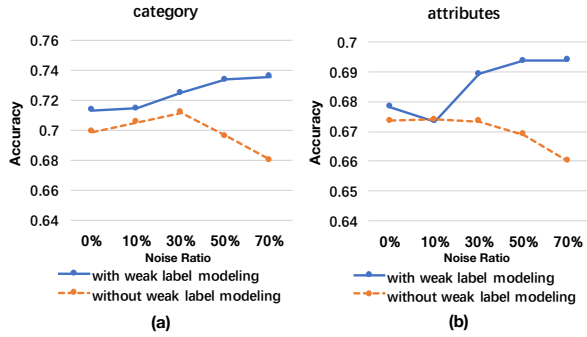 category
0.76
0.74
0.72
0.7
0.68
0.66
0.64
Accuracy
0% 10% 30% 50% 70%
Noise Ratio
with weak label modeling
without weak label modeling
(a)
attributes
0.7
0.69
0.68
0.67
0.66
0.65
0.64
Accuracy
0% 10% 30% 50% 70%
Noise Ratio
with weak label modeling
without weak label modeling
(b)